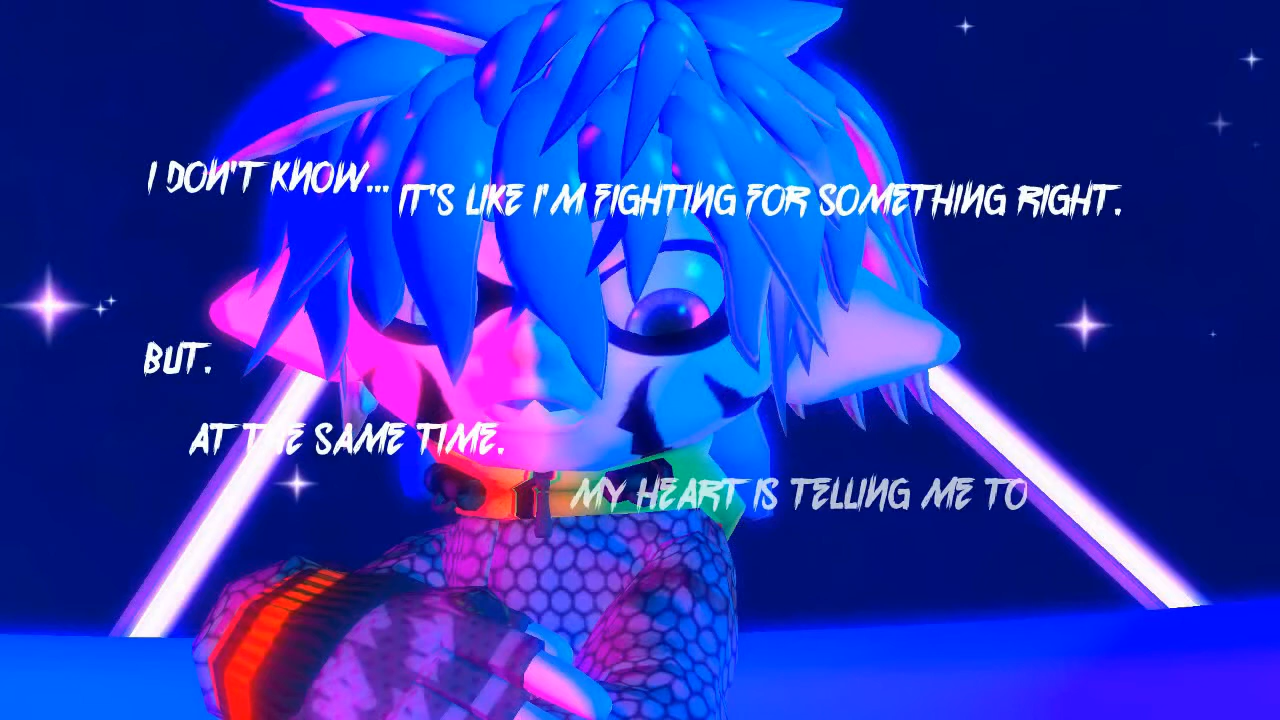 I DON'T KNOW...
IT'S LIKE I'M FIGHTING FOR SOMETHING RIGHT.
BUT.
AT THE SAME TIME.
MY HEART IS TELLING ME TO